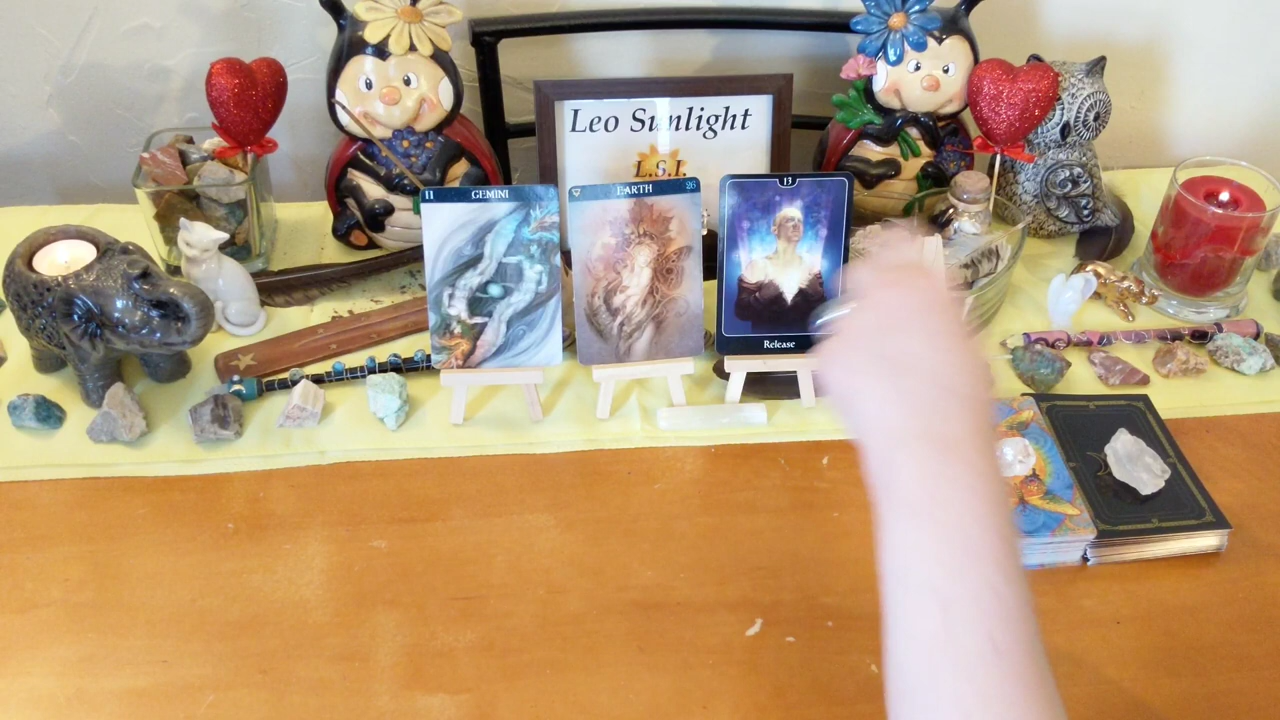 Leo Sunlight
L.S.I.
11 GEMINI
EARTH 26
13
Release